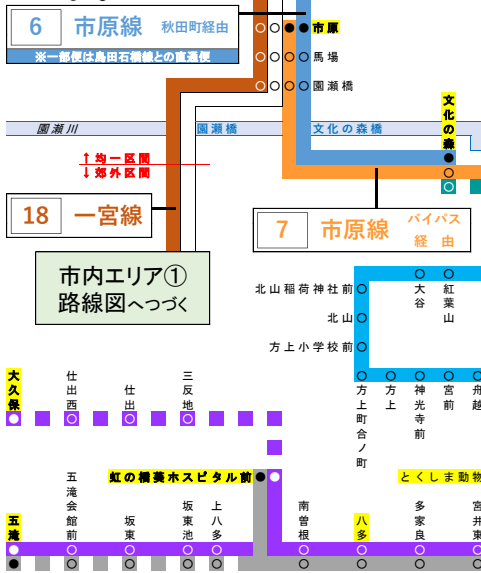 6 市原線 秋田町経由
※一部便は島田石橋線との直通便
市原
馬場
園瀬橋
園瀬川
園瀬橋
文化の森橋
文化の森
↑均一区間
↓郊外区間
18 一宮線
7 市原線 バイパス
経由
市内エリア①
路線図へつづく
北山稲荷神社前
北山
方上小学校前
大谷
紅葉山
方上町合ノ町
方上
神光寺前
宮前
舟越
大久保
仕出西
仕出
三反地
虹の橋葵ホスピタル前
とくしま動物
五滝
五滝会館前
坂東
坂東池
上八多
南曽根
八多
多家良
宮井東